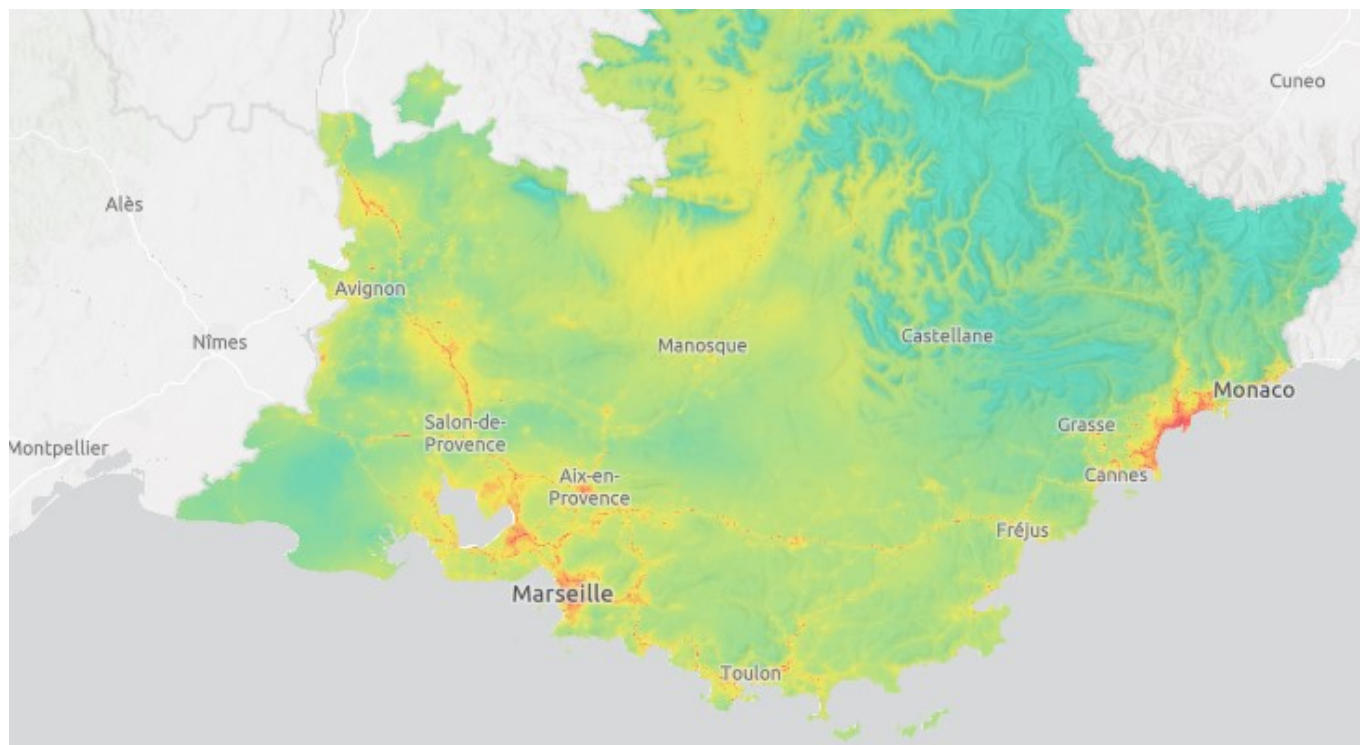 Cuneo
Alès
Avignon
Nîmes
Manosque
Castellane
Monaco
Salon-de-
Provence
Grasse
Montpellier
Aix-en-
Provence
Cannes
Fréjus
Marseille
Toulon